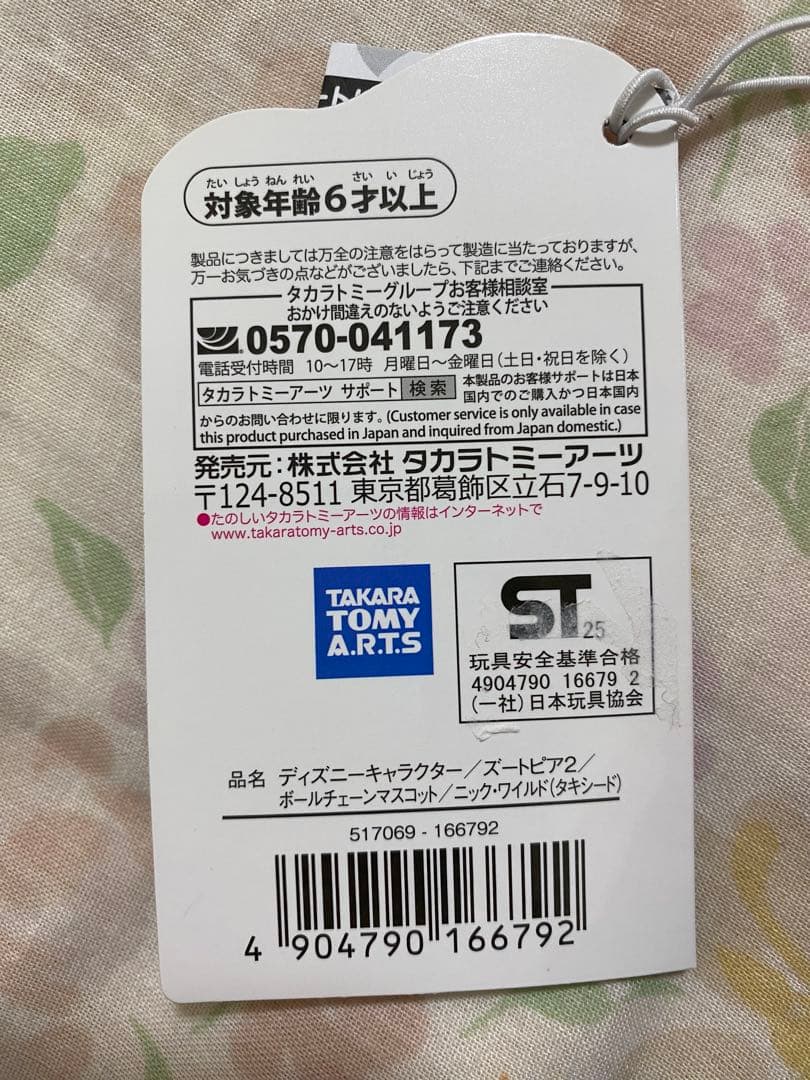 ート
たいしょうねんれい さいいじょう
対象年齢6才以上
製品につきましては万全の注意をはらって製造に当たっておりますが、
万一お気づきの点などがございましたら、下記までご連絡ください。
タカラトミーグループお客様相談室
おかけ間違えのないようご注意ください
0570-041173
電話受付時間 10〜17時 月曜日〜金曜日(土日・祝日を除く)
タカラトミーアーツ サポート 検索 本製品のお客様サポートは日本
国内でのご購入かつ日本国内
からのお問い合わせに限ります。(Customer service is only available in case
this product purchased in Japan and inquired from Japan domestic.)
発売元:株式会社 タカラトミーアーツ
〒124-8511 東京都葛飾区立石7-9-10
●たのしいタカラトミーアーツの情報はインターネットで
www.takaratomy-arts.co.jp
TAKARA
TOMY
A.R.T.S
ST 25
玩具安全基準合格
4904790 16679 2
(一社)日本玩具協会
品名 ディズニーキャラクター/ズートピア2/
ボールチェーンマスコット/ニック・ワイルド(タキシード)
517069 - 166792
4 904790 166792